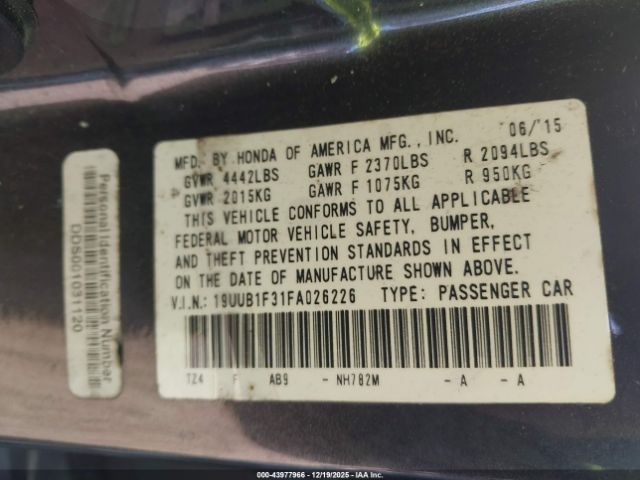 MFD. BY HONDA OF AMERICA MFG., INC. 06/'15
GVWR 4442LBS GAWR F 2370LBS R 2094LBS
GVWR 2015KG GAWR F 1075KG R 950KG
THIS VEHICLE CONFORMS TO ALL APPLICABLE
FEDERAL MOTOR VEHICLE SAFETY, BUMPER,
AND THEFT PREVENTION STANDARDS IN EFFECT
ON THE DATE OF MANUFACTURE SHOWN ABOVE.
V.I.N.: 19UUB1F31FA026226 TYPE: PASSENGER CAR
TZ4 F AB9 - NH782M - A - A
Personal Identification Number
DDS001031120
000-43977966 • 12/19/2025 • IAA Inc.